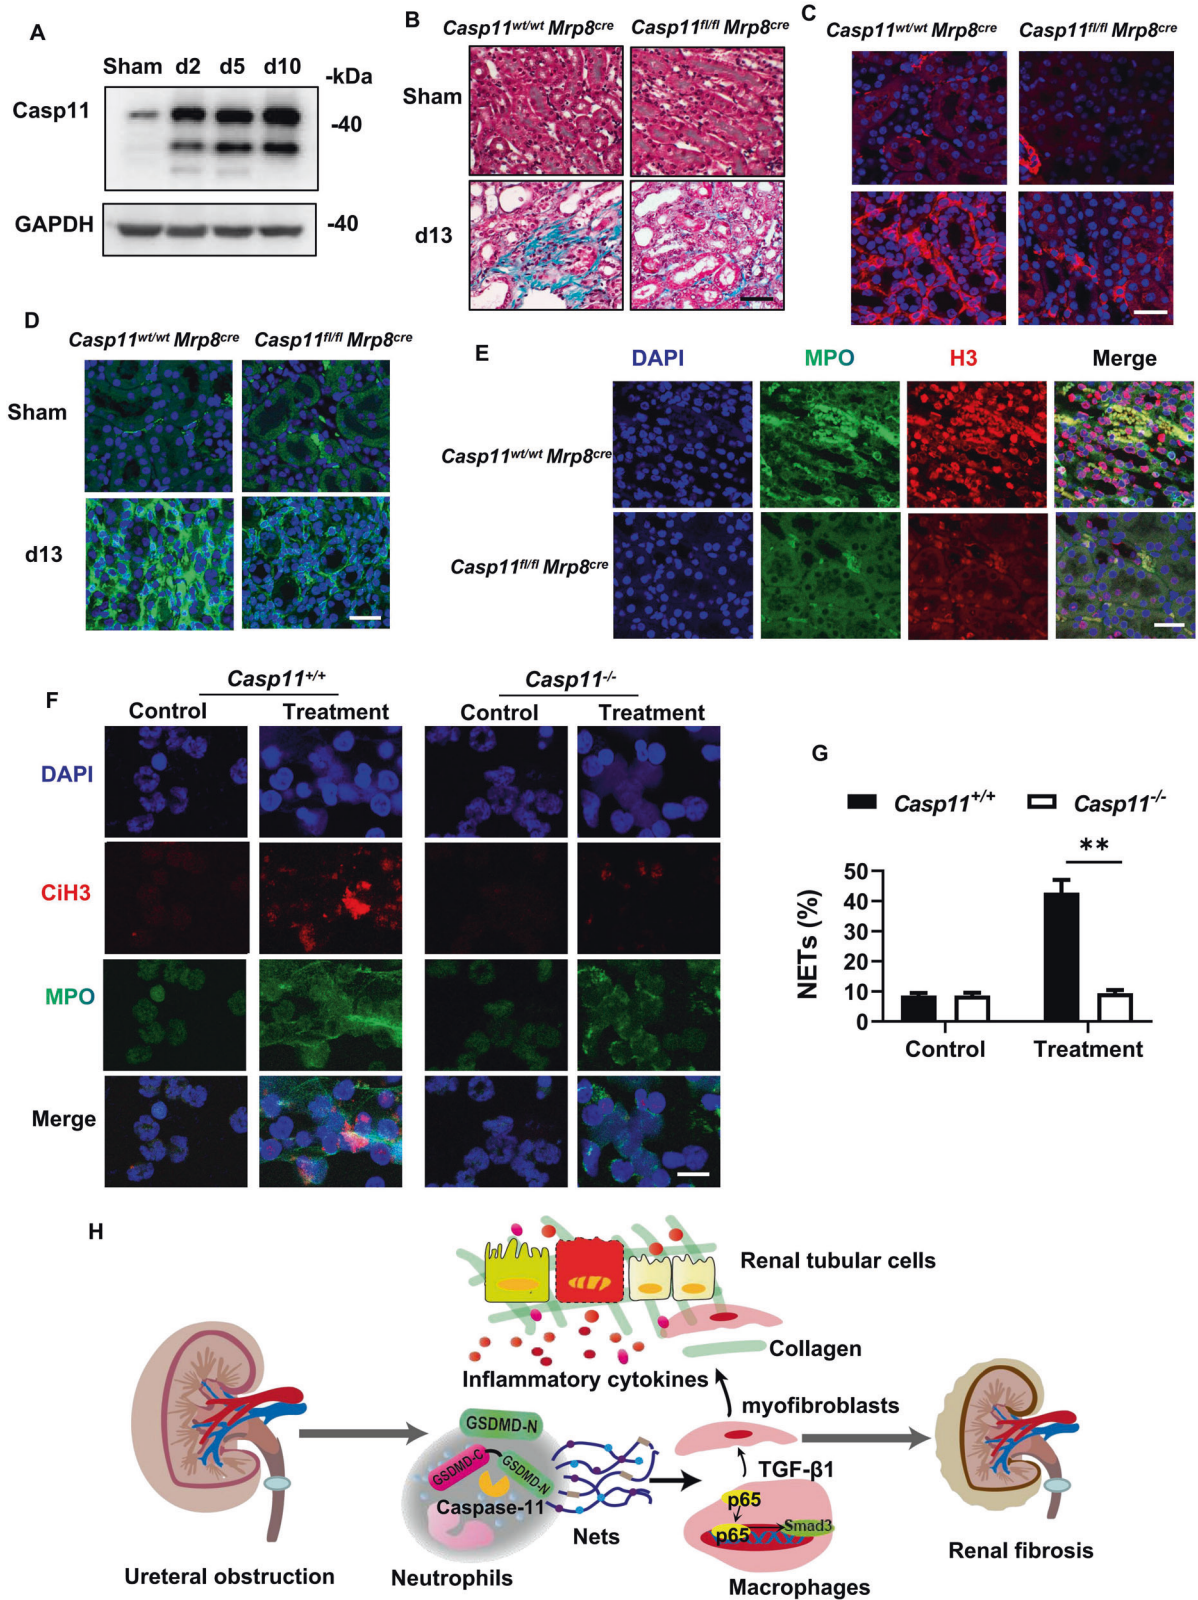 A
Sham d2 d5 d10 -kDa
Casp11
-40
GAPDH
-40
B
Casp11wt/wt Mrp8cre Casp11fl/fl Mrp8cre
Sham
d13
C
Casp11wt/wt Mrp8cre Casp11fl/fl Mrp8cre
D
Casp11wt/wt Mrp8cre Casp11fl/fl Mrp8cre
Sham
d13
E
DAPI MPO H3 Merge
Casp11wt/wt Mrp8cre
Casp11fl/fl Mrp8cre
F
Casp11+/+ Casp11-/-
Control Treatment Control Treatment
DAPI
CiH3
MPO
Merge
G
Casp11+/+ Casp11-/-
**
NETs (%)
50
40
30
20
10
0
Control Treatment
H
Renal tubular cells
Collagen
Inflammatory cytokines
myofibroblasts
GSDMD-N
GSDMD-C
GSDMD-N
Caspase-11
Nets
TGF-β1
p65
p65
Smad3
Ureteral obstruction
Neutrophils
Macrophages
Renal fibrosis